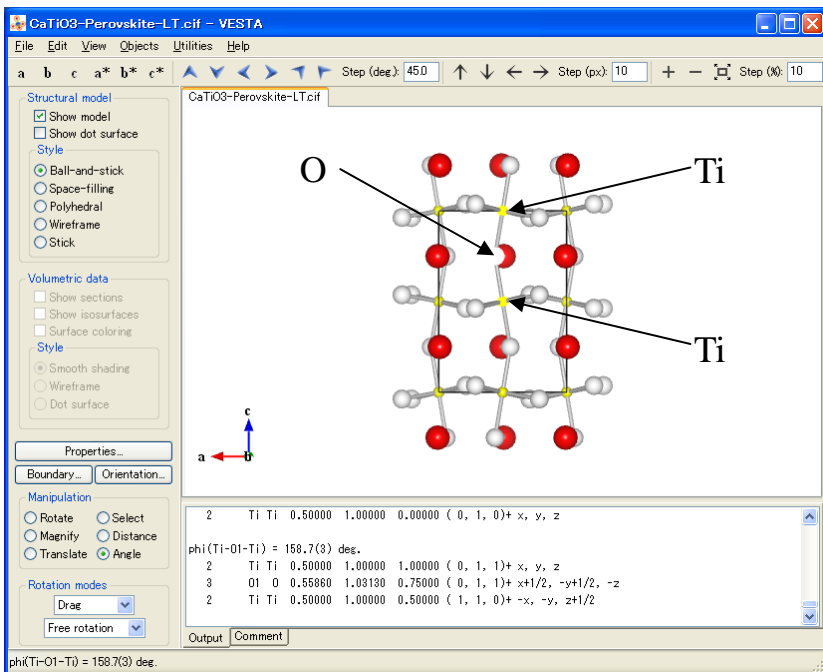 CaTiO3-Perovskite-LT.cif - VESTA
File Edit View Objects Utilities Help
a b c a* b* c* Step (deg.): 45.0 Step (px): 10 Step (%): 10
Structural model
Show model
Show dot surface
Style
Ball-and-stick
Space-filling
Polyhedral
Wireframe
Stick
Volumetric data
Show sections
Show isosurfaces
Surface coloring
Style
Smooth shading
Wireframe
Dot surface
Properties...
Boundary... Orientation...
Manipulation
Rotate Select
Magnify Distance
Translate Angle
Rotation modes
Drag
Free rotation
CaTiO3-Perovskite-LT.cif
O
Ti
Ti
c
a b
2 Ti Ti 0.50000 1.00000 0.00000 ( 0, 1, 0)+ x, y, z
phi(Ti-O1-Ti) = 158.7(3) deg.
2 Ti Ti 0.50000 1.00000 1.00000 ( 0, 1, 1)+ x, y, z
3 O1 O 0.55860 1.03130 0.75000 ( 0, 1, 1)+ x+1/2, -y+1/2, -z
2 Ti Ti 0.50000 1.00000 0.50000 ( 1, 1, 0)+ -x, -y, z+1/2
Output Comment
phi(Ti-O1-Ti) = 158.7(3) deg.